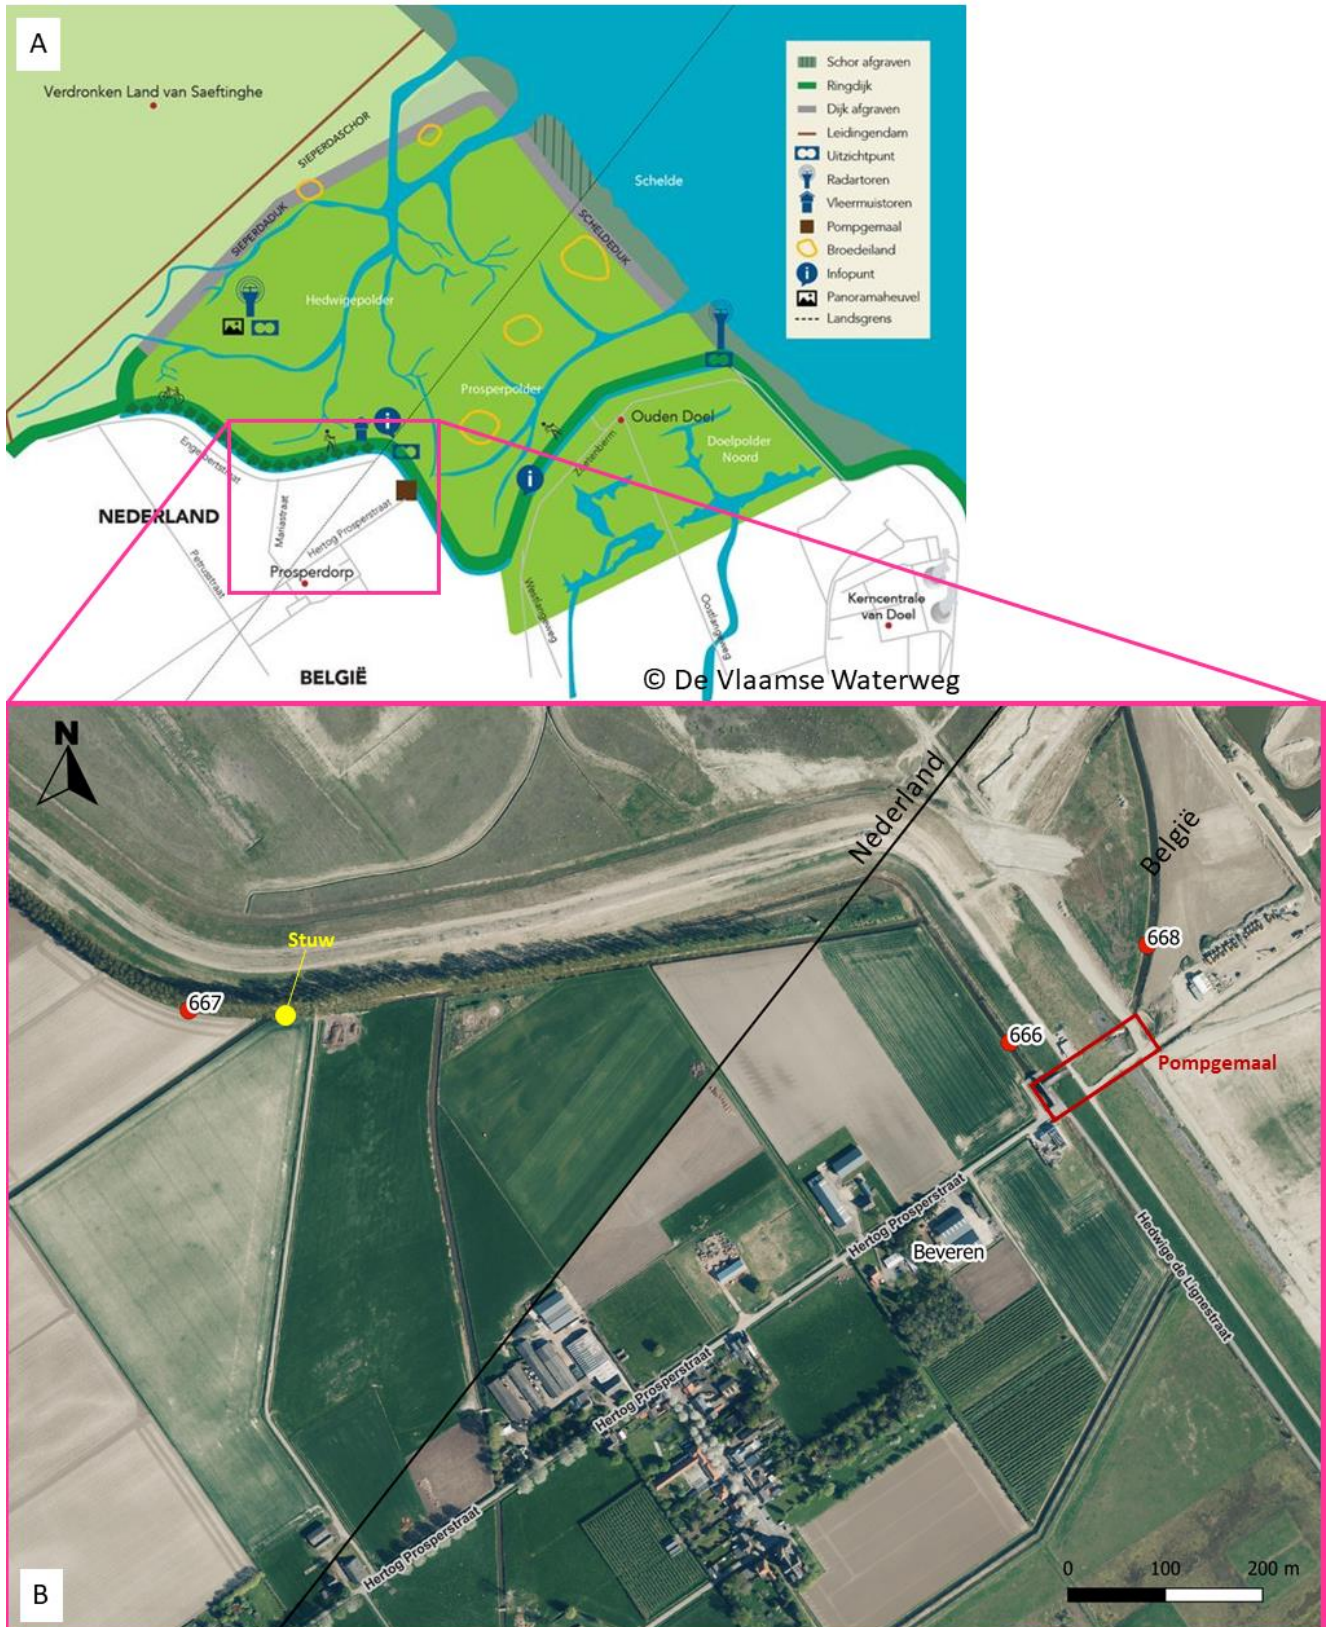 A
Verdronken Land van Saeftinghe
SIEPERDASCHOR
SIEPERDADIJK
SCHELDEDIJK
Schelde
Hedwigepolder
Prosperpolder
Ouden Doel
Zoetenberm
Doelpolder
Noord
Engelbertstraat
NEDERLAND
Mariastraat
Hertog Prosperstraat
Petrusstraat
Prosperdorp
Westlangeweg
Oostlangeweg
Kerncentrale
van Doel
BELGIË
© De Vlaamse Waterweg
Schor afgraven
Ringdijk
Dijk afgraven
Leidingendam
Uitzichtpunt
Radartoren
Vleermuistoren
Pompgemaal
Broedeiland
Infopunt
Panoramaheuvel
Landsgrens
N
Nederland
België
Stuw
667
668
666
Pompgemaal
Hertog Prosperstraat
Beveren
Hedwige de Lignestraat
Hertog Prosperstraat
Hertog Prosperstraat
0 100 200 m
B